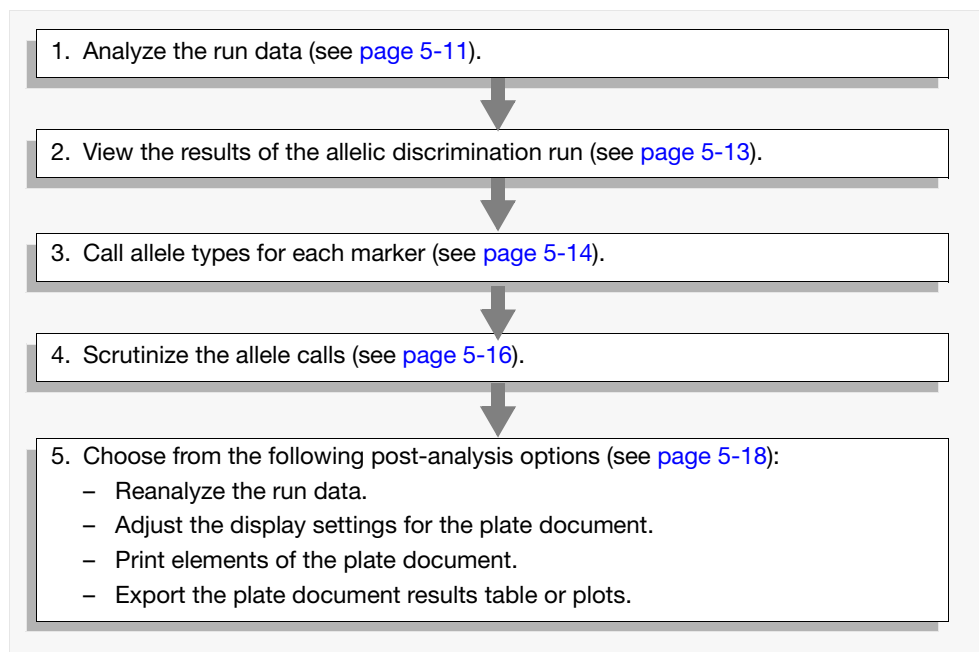 1. Analyze the run data (see page 5-11).
2. View the results of the allelic discrimination run (see page 5-13).
3. Call allele types for each marker (see page 5-14).
4. Scrutinize the allele calls (see page 5-16).
5. Choose from the following post-analysis options (see page 5-18):
– Reanalyze the run data.
– Adjust the display settings for the plate document.
– Print elements of the plate document.
– Export the plate document results table or plots.